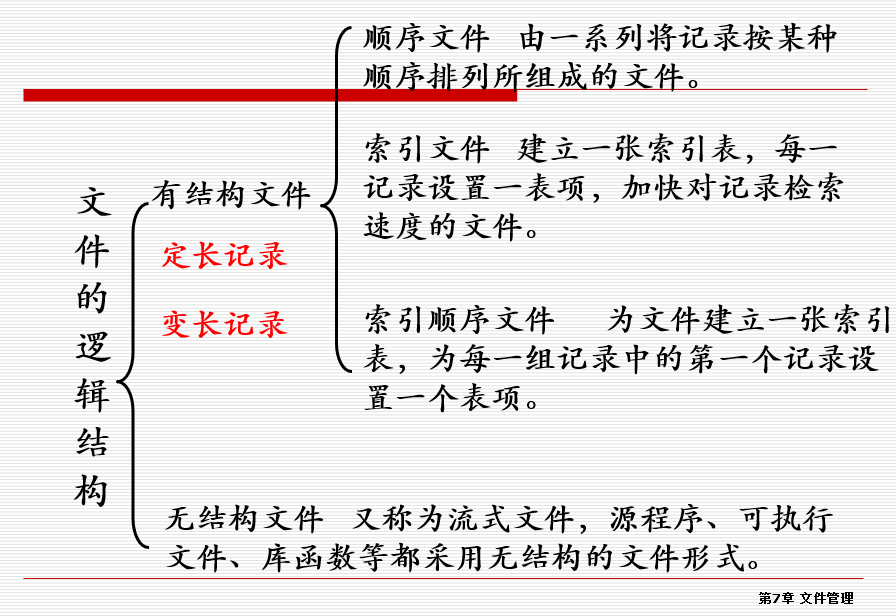 文件的逻辑结构
有结构文件
定长记录
变长记录
顺序文件 由一系列将记录按某种
顺序排列所组成的文件。
索引文件 建立一张索引表，每一
记录设置一表项，加快对记录检索
速度的文件。
索引顺序文件 为文件建立一张索引
表，为每一组记录中的第一个记录设
置一个表项。
无结构文件 又称为流式文件，源程序、可执行
文件、库函数等都采用无结构的文件形式。
第7章 文件管理